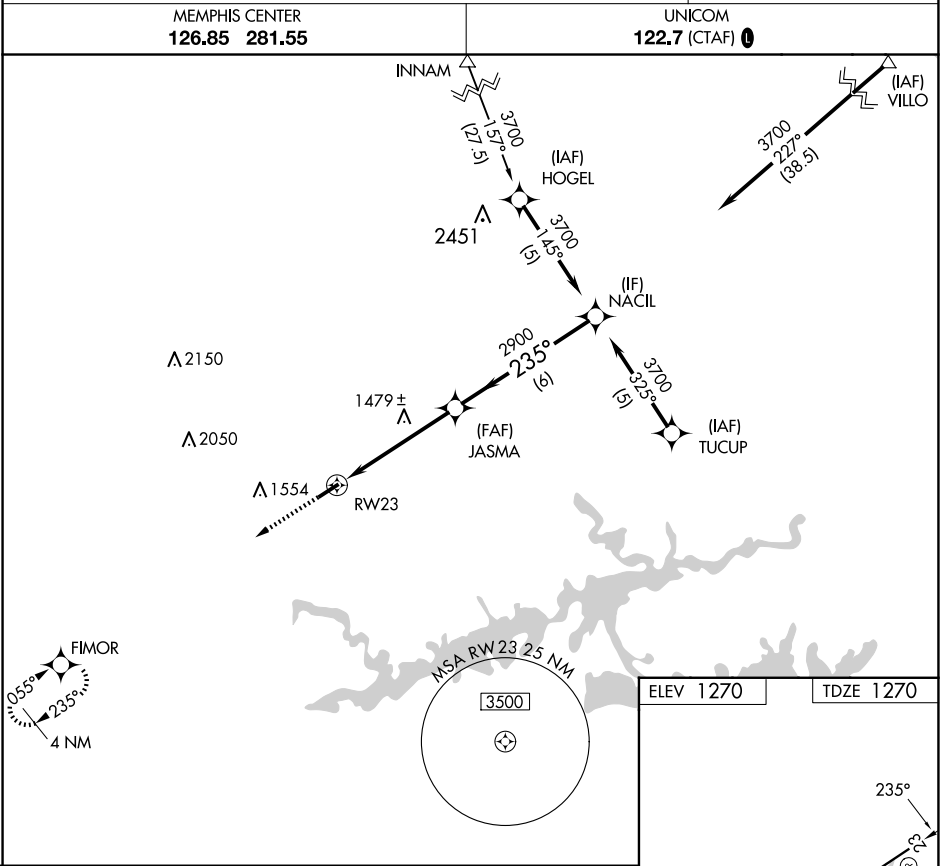 MEMPHIS CENTER
126.85 281.55
UNICOM
122.7 (CTAF) L
INNAM
3700
157°
(27.5)
(IAF)
VILLO
3700
227°
(38.5)
(IAF)
HOGEL
2451
3700
145°
(5)
(IF)
NACIL
2900
235°
(6)
2150
3700
325°
(5)
1479 ±
(FAF)
JASMA
(IAF)
TUCUP
2050
1554
RW23
FIMOR
055°
235°
4 NM
MSA RW 23 25 NM
3500
ELEV 1270
TDZE 1270
235°
23